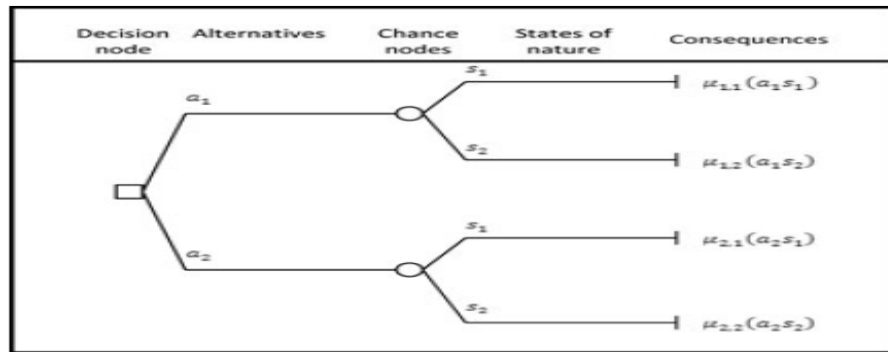 Decision node Alternatives Chance nodes States of nature Consequences
s₁ μ₁,₁(a₁s₁)
a₁
s₂ μ₁,₂(a₁s₂)
s₁ μ₂,₁(a₂s₁)
a₂
s₂ μ₂,₂(a₂s₂)